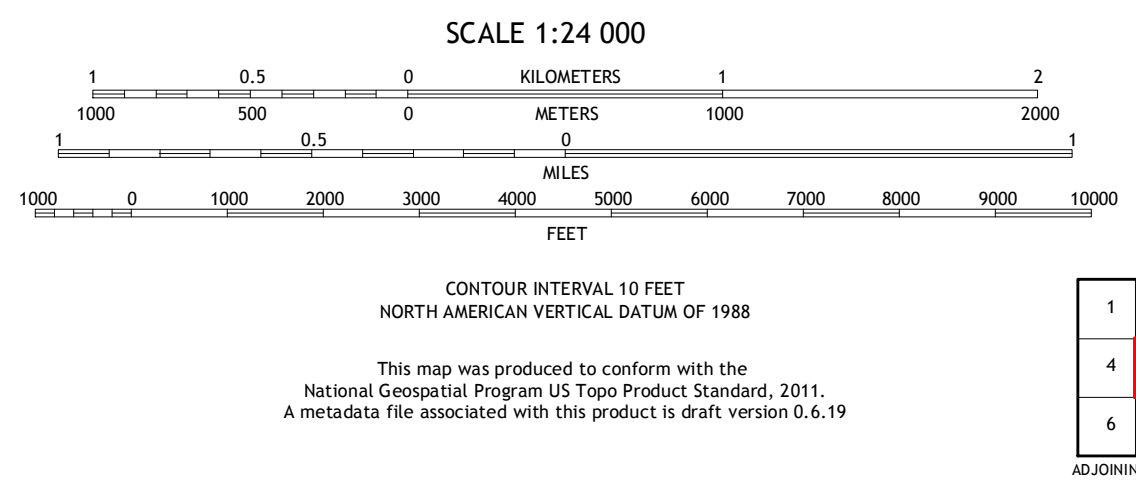 SCALE 1:24 000
1 0.5 0 KILOMETERS 1 2
1000 500 0 METERS 1000 2000
1 0.5 0 1
MILES
1000 0 1000 2000 3000 4000 5000 6000 7000 8000 9000 10000
FEET
CONTOUR INTERVAL 10 FEET
NORTH AMERICAN VERTICAL DATUM OF 1988
This map was produced to conform with the
National Geospatial Program US Topo Product Standard, 2011.
A metadata file associated with this product is draft version 0.6.19
1
4
6
ADJOININ